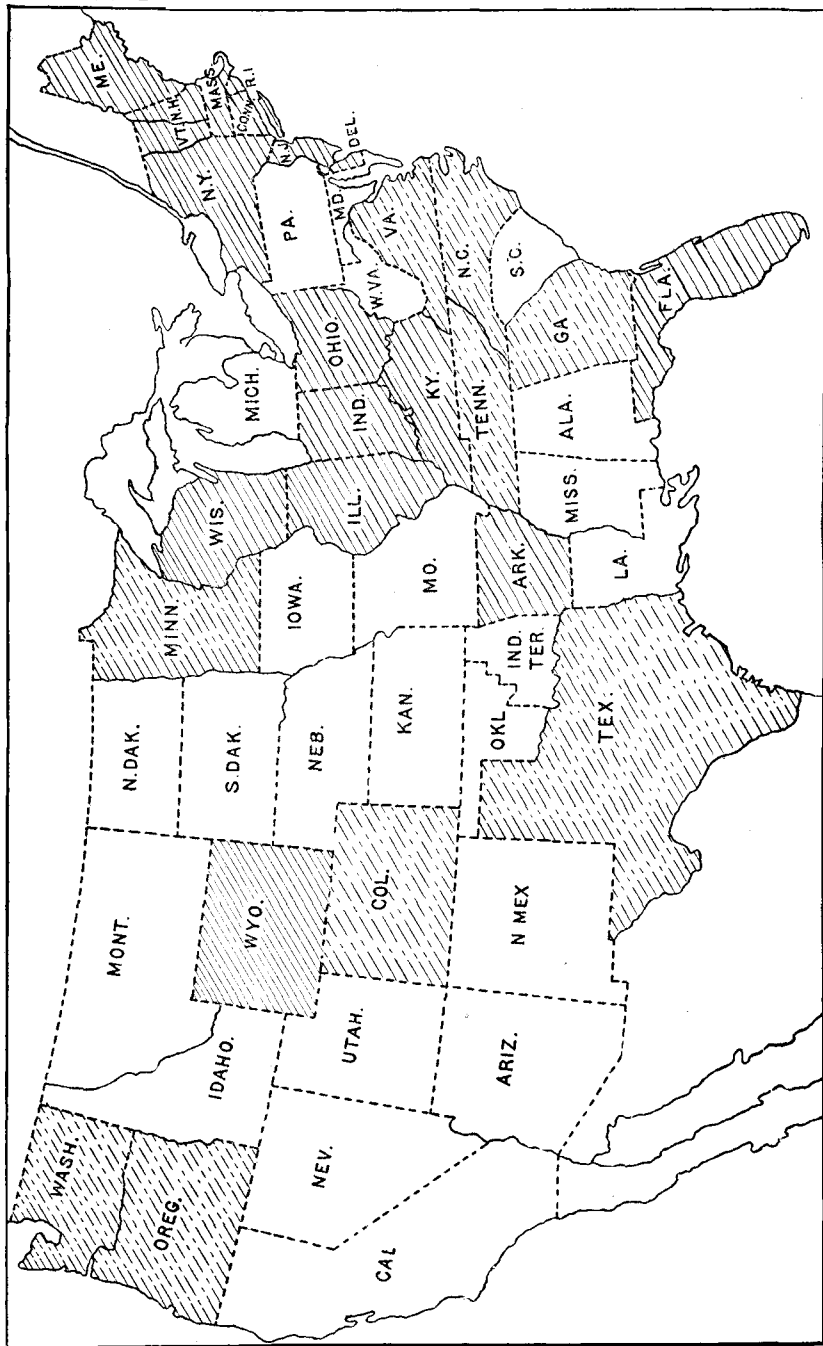 WASH.
OREG.
CAL
NEV.
IDAHO.
MONT.
WYO.
UTAH.
ARIZ.
COL.
N MEX
N. DAK.
S. DAK.
NEB.
KAN.
OKL
IND.
TER.
TEX.
MINN.
IOWA.
MO.
ARK.
LA.
WIS.
ILL.
MICH.
IND.
OHIO.
KY.
TENN.
MISS.
ALA.
GA
FLA.
S.C.
N.C.
VA.
W.VA.
MD.
DEL.
PA.
N.J.
N.Y.
CONN.
R.I
MASS.
VT.
N.H.
ME.